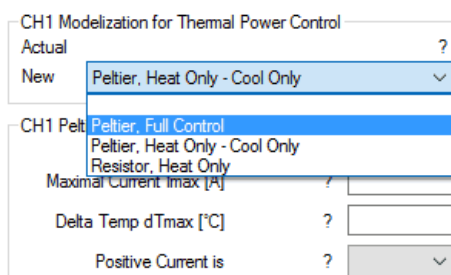 CH1 Modelization for Thermal Power Control
Actual ?
New Peltier, Heat Only - Cool Only
CH1 Pelt
Peltier, Full Control
Peltier, Heat Only - Cool Only
Resistor, Heat Only
Maximal Current Imax [A] ?
Delta Temp dTmax [°C] ?
Positive Current is ?